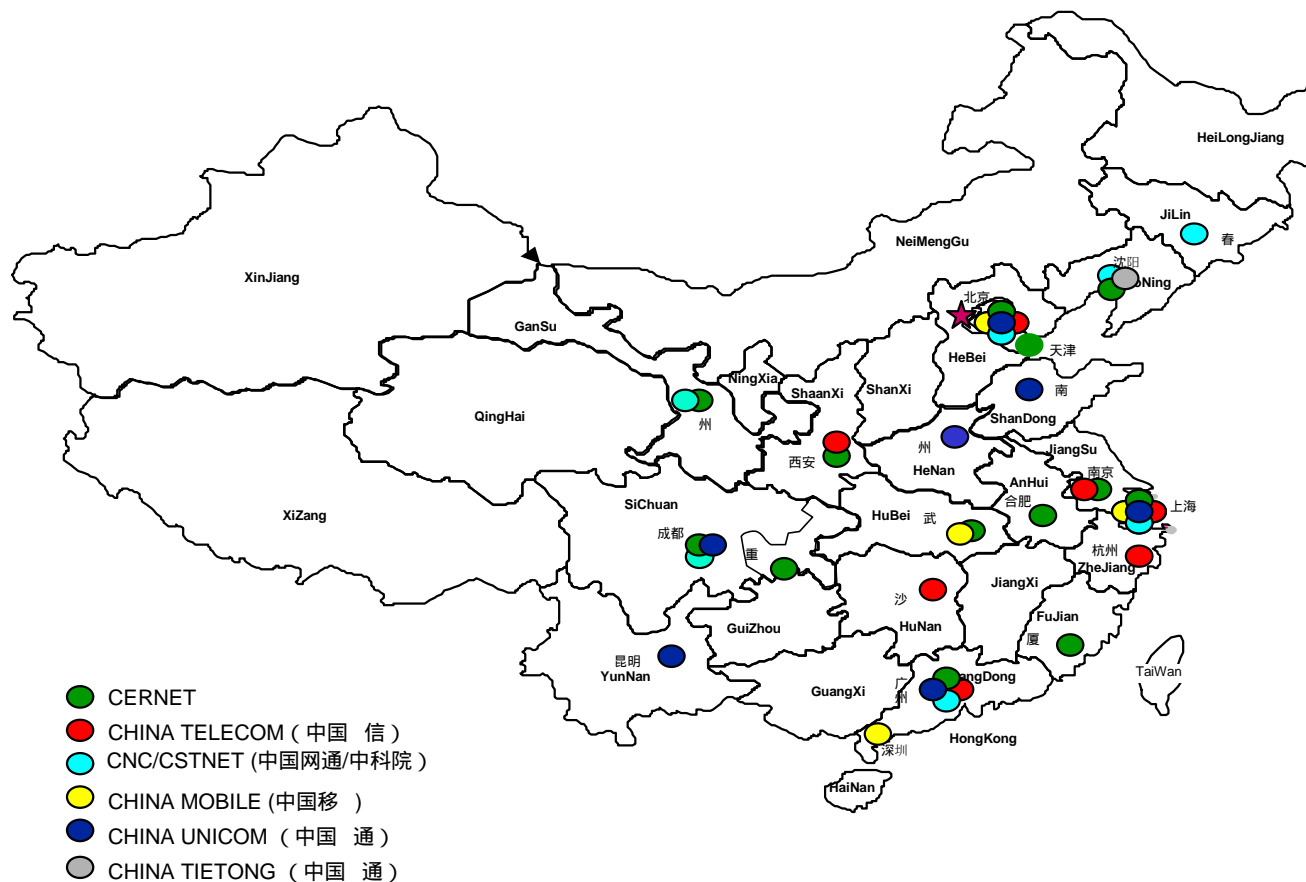 HeiLongJiang
JiLin
春
NeiMengGu
沈阳
oNing
XinJiang
北京
GanSu
天津
HeBei
NingXia
ShaanXi
ShanXi
南
QingHai
ShanDong
州
州
JiangSu
西安
HeNan
南京
AnHui
合肥
SiChuan
HuBei
武
上海
XiZang
成都
重
杭州
ZheJiang
JiangXi
沙
FuJian
HuNan
GuiZhou
厦
昆明
YunNan
TaiWan
GuangXi
广州
angDong
HongKong
深圳
HaiNan
CERNET
CHINA TELECOM ( 中国 信 )
CNC/CSTNET (中国网通/中科院 )
CHINA MOBILE (中国移 )
CHINA UNICOM ( 中国 通 )
CHINA TIETONG ( 中国 通 )